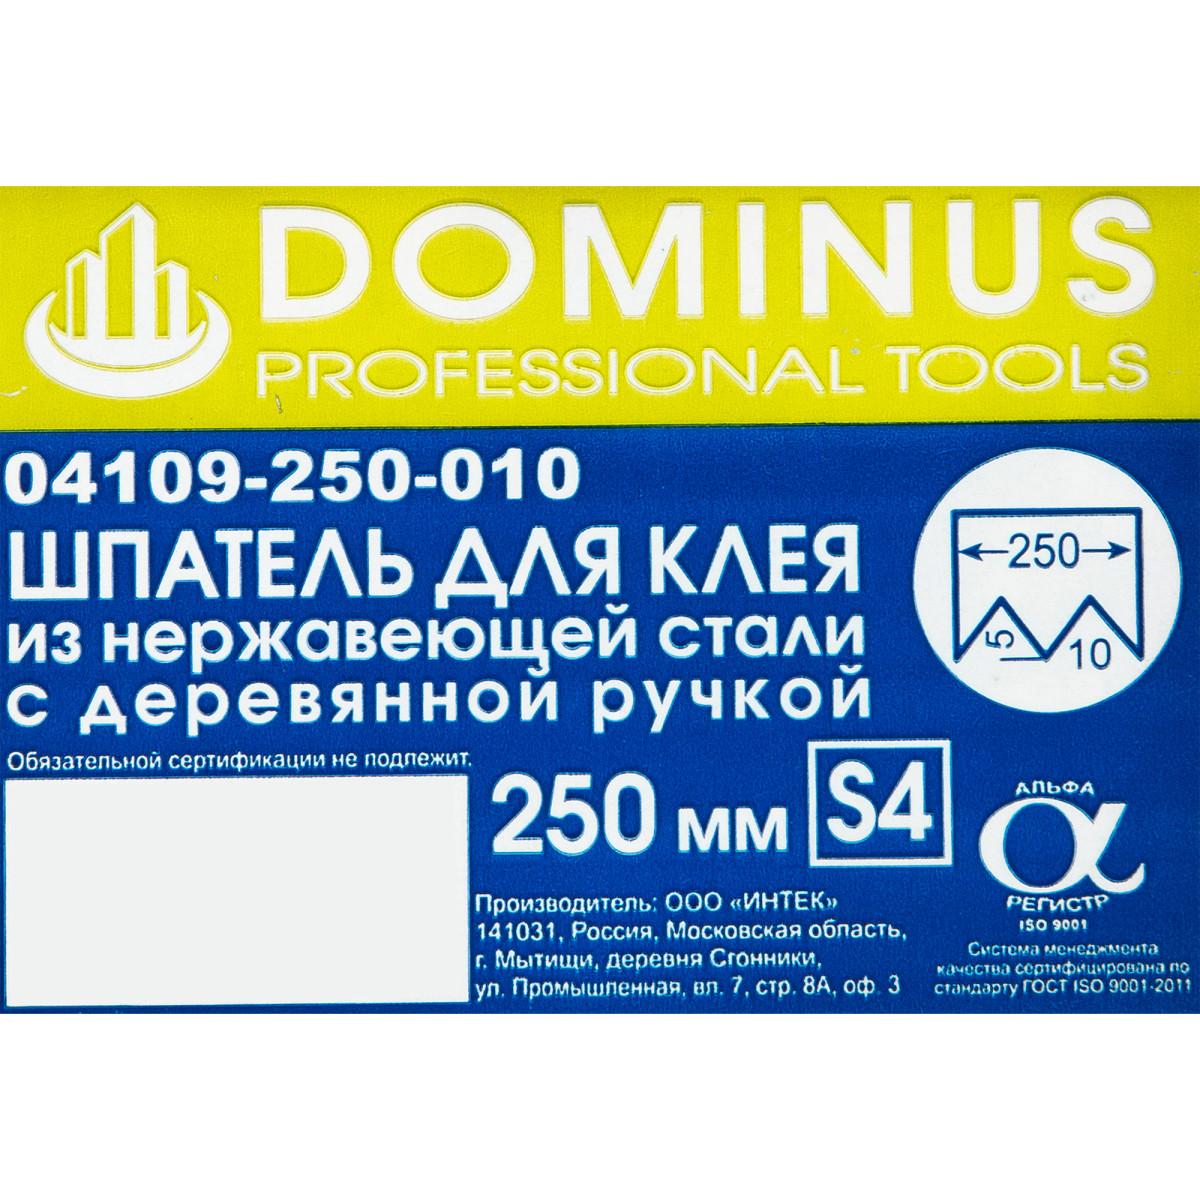 DOMINUS
PROFESSIONAL TOOLS
04109-250-010
ШПАТЕЛЬ ДЛЯ КЛЕЯ
из нержавеющей стали
с деревянной ручкой
250
5
10
Обязательной сертификации не подлежит.
250 мм
S4
Производитель: ООО «ИНТЕК»
141031, Россия, Московская область,
г. Мытищи, деревня Сгонники,
ул. Промышленная, вл. 7, стр. 8А, оф. 3
АЛЬФА
α
РЕГИСТР
ISO 9001
Система менеджмента
качества сертифицирована по
стандарту ГОСТ ISO 9001-2011